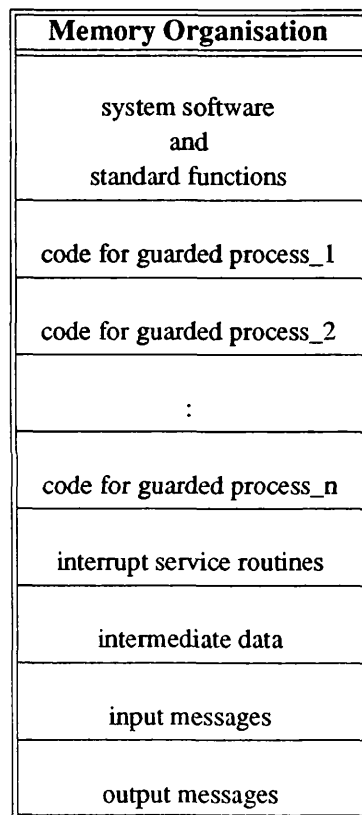 Memory Organisation
system software
and
standard functions
code for guarded process_1
code for guarded process_2
:
code for guarded process_n
interrupt service routines
intermediate data
input messages
output messages